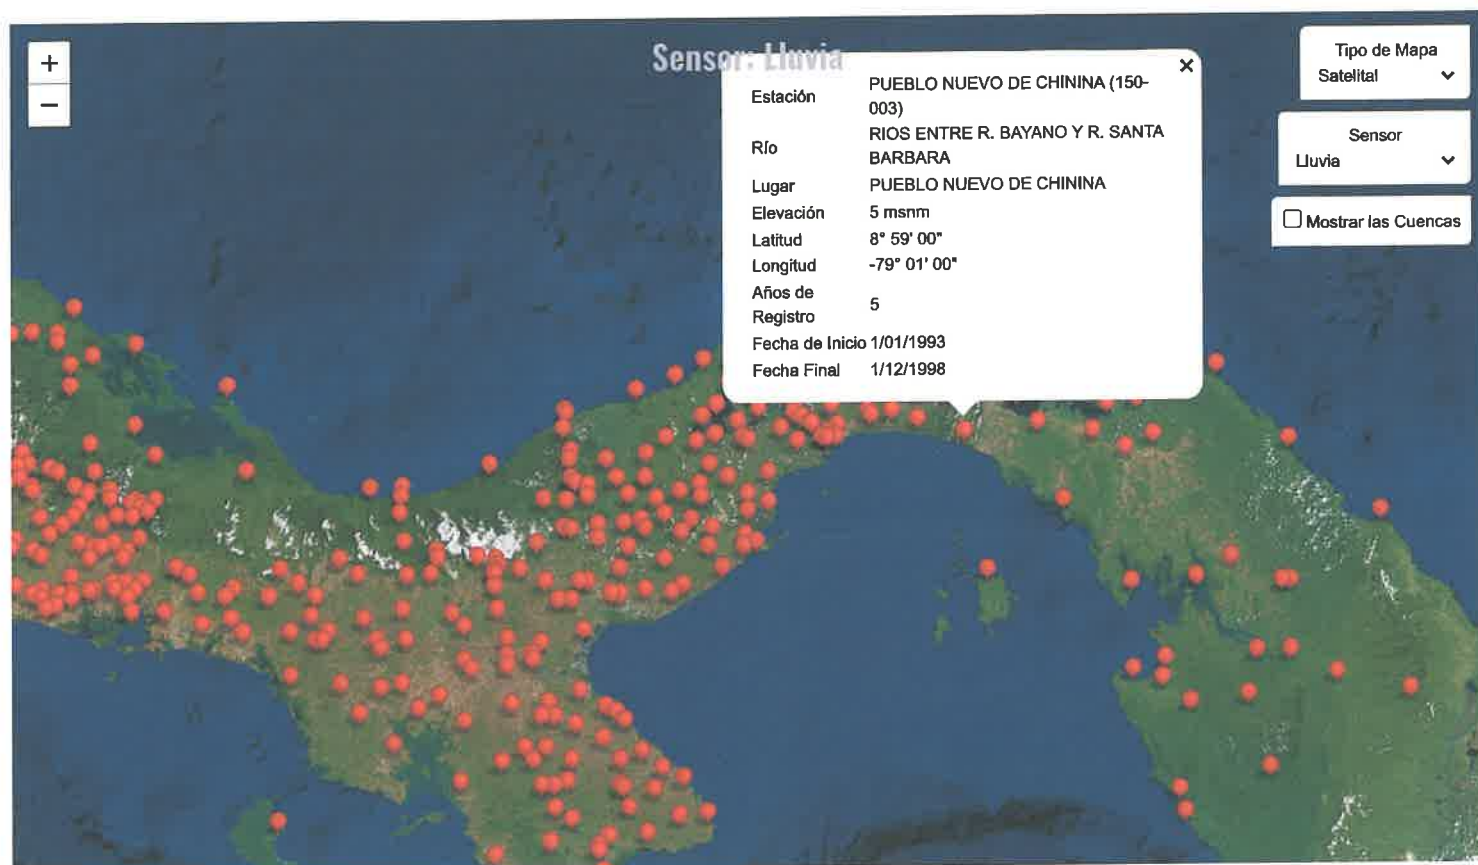 +
−
Sensor: Lluvia
×
Estación PUEBLO NUEVO DE CHININA (150-
003)
Río RIOS ENTRE R. BAYANO Y R. SANTA
BARBARA
Lugar PUEBLO NUEVO DE CHININA
Elevación 5 msnm
Latitud 8° 59' 00"
Longitud -79° 01' 00"
Años de
Registro 5
Fecha de Inicio 1/01/1993
Fecha Final 1/12/1998
Tipo de Mapa
Satelital
Sensor
Lluvia
Mostrar las Cuencas